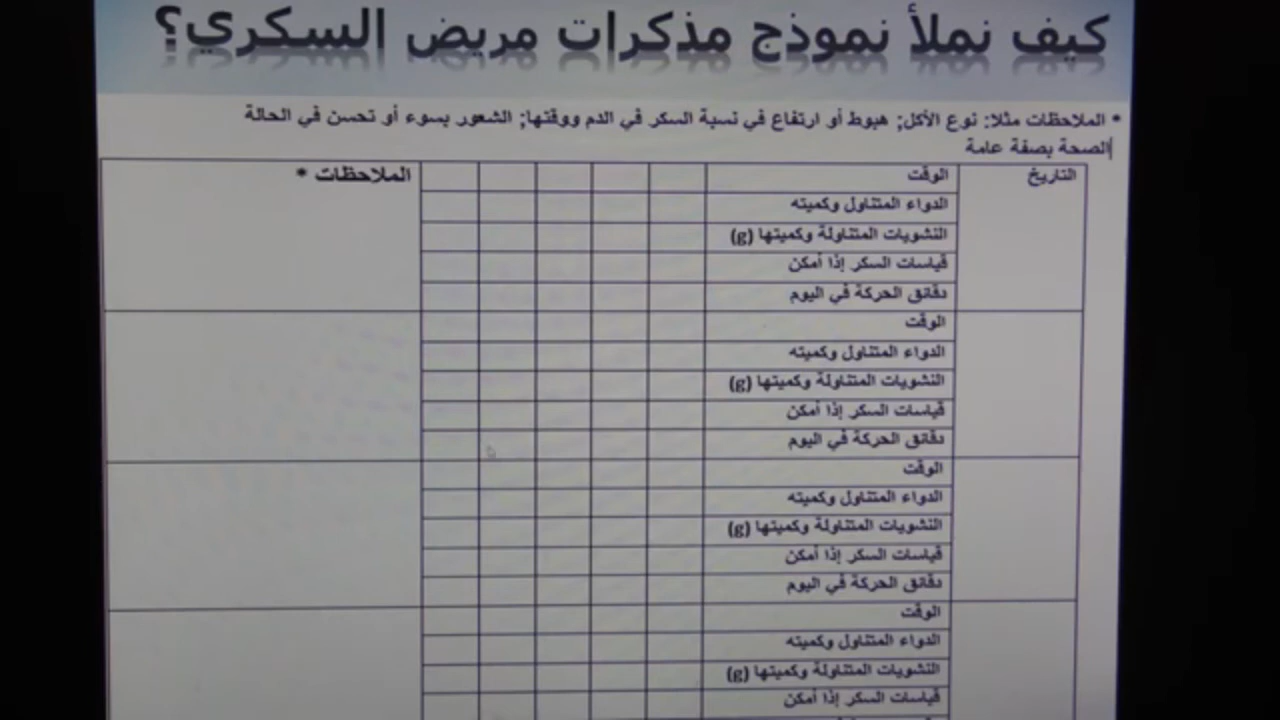 كيف نملأ نموذج مذكرات مريض السكري؟
* الملاحظات مثلا: نوع الأكل; هبوط أو ارتفاع في نسبة السكر في الدم ووقتها; الشعور بسوء أو تحسن في الحالة
الصحة بصفة عامة
التاريخ
الوقت
الملاحظات *
الدواء المتناول وكميته
النشويات المتناولة وكميتها (g)
قياسات السكر إذا أمكن
دقائق الحركة في اليوم
الوقت
الدواء المتناول وكميته
النشويات المتناولة وكميتها (g)
قياسات السكر إذا أمكن
دقائق الحركة في اليوم
الوقت
الدواء المتناول وكميته
النشويات المتناولة وكميتها (g)
قياسات السكر إذا أمكن
دقائق الحركة في اليوم
الوقت
الدواء المتناول وكميته
النشويات المتناولة وكميتها (g)
قياسات السكر إذا أمكن